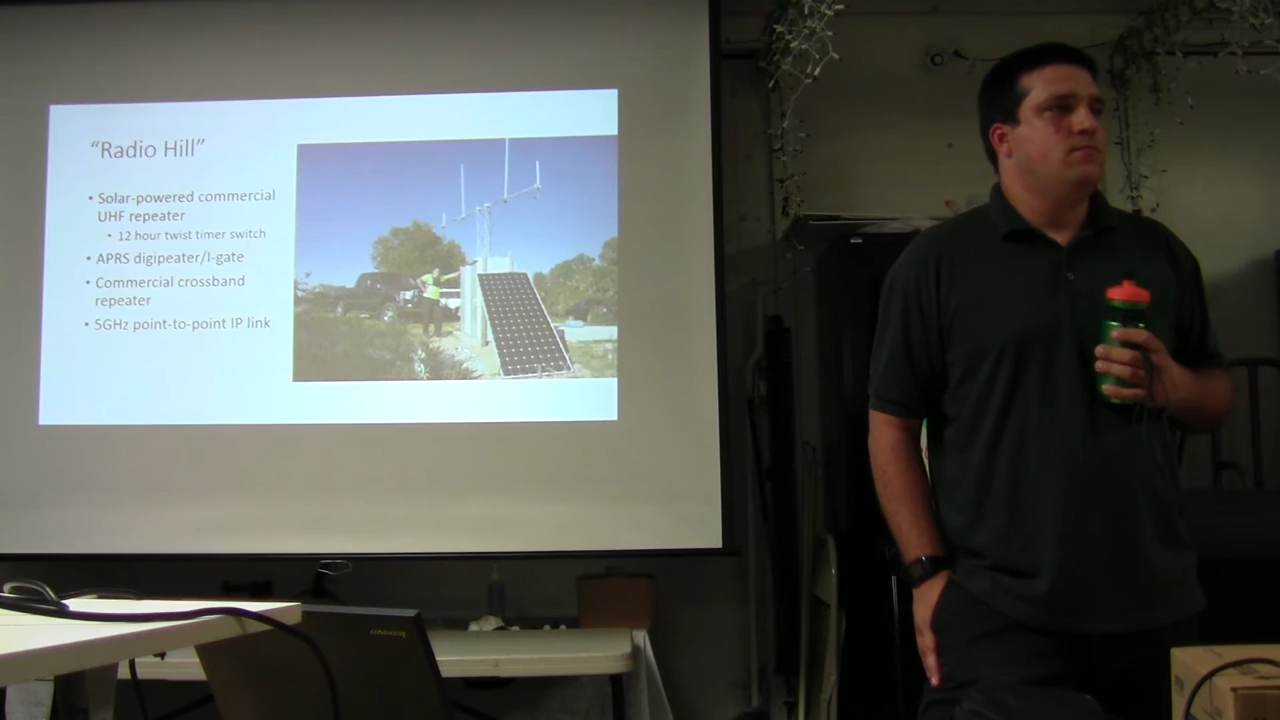 “Radio Hill”
• Solar-powered commercial
UHF repeater
• 12 hour twist timer switch
• APRS digipeater/I-gate
• Commercial crossband
repeater
• 5GHz point-to-point IP link
lenovo